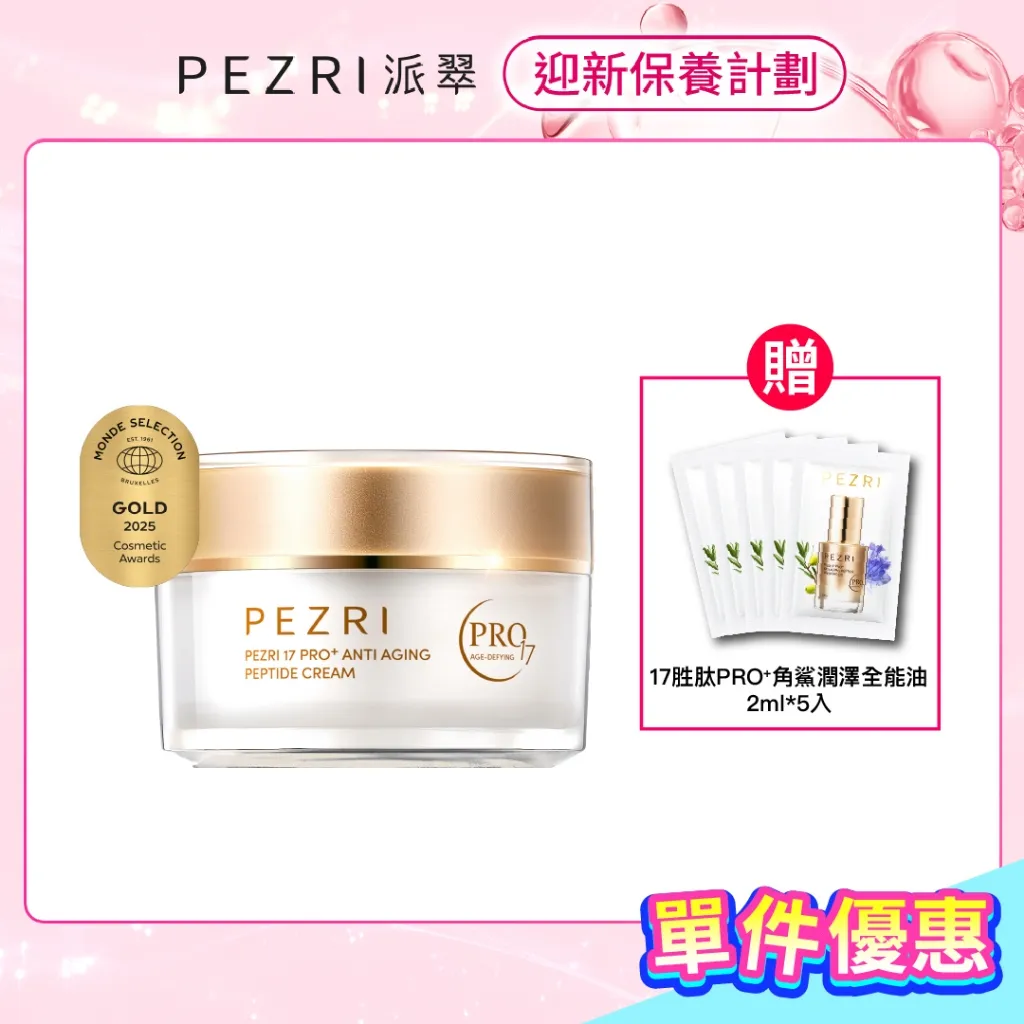 PEZRI派翠
迎新保養計劃
MONDE SELECTION
EST. 1961
BRUXELLES
GOLD
2025
Cosmetic
Awards
PEZRI
PEZRI 17 PRO⁺ ANTI AGING
PEPTIDE CREAM
PRO17
AGE-DEFYING
贈
PEZRI
PEZRI
17胜肽PRO⁺角鯊潤澤全能油
2ml*5入
單件優惠